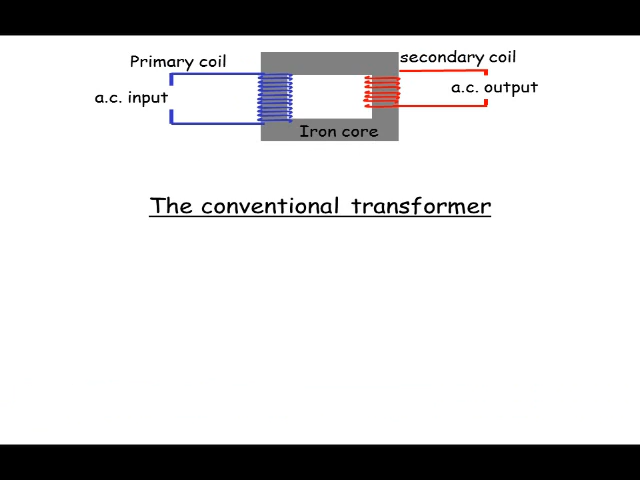 Primary coil
secondary coil
a.c. input
a.c. output
Iron core
The conventional transformer